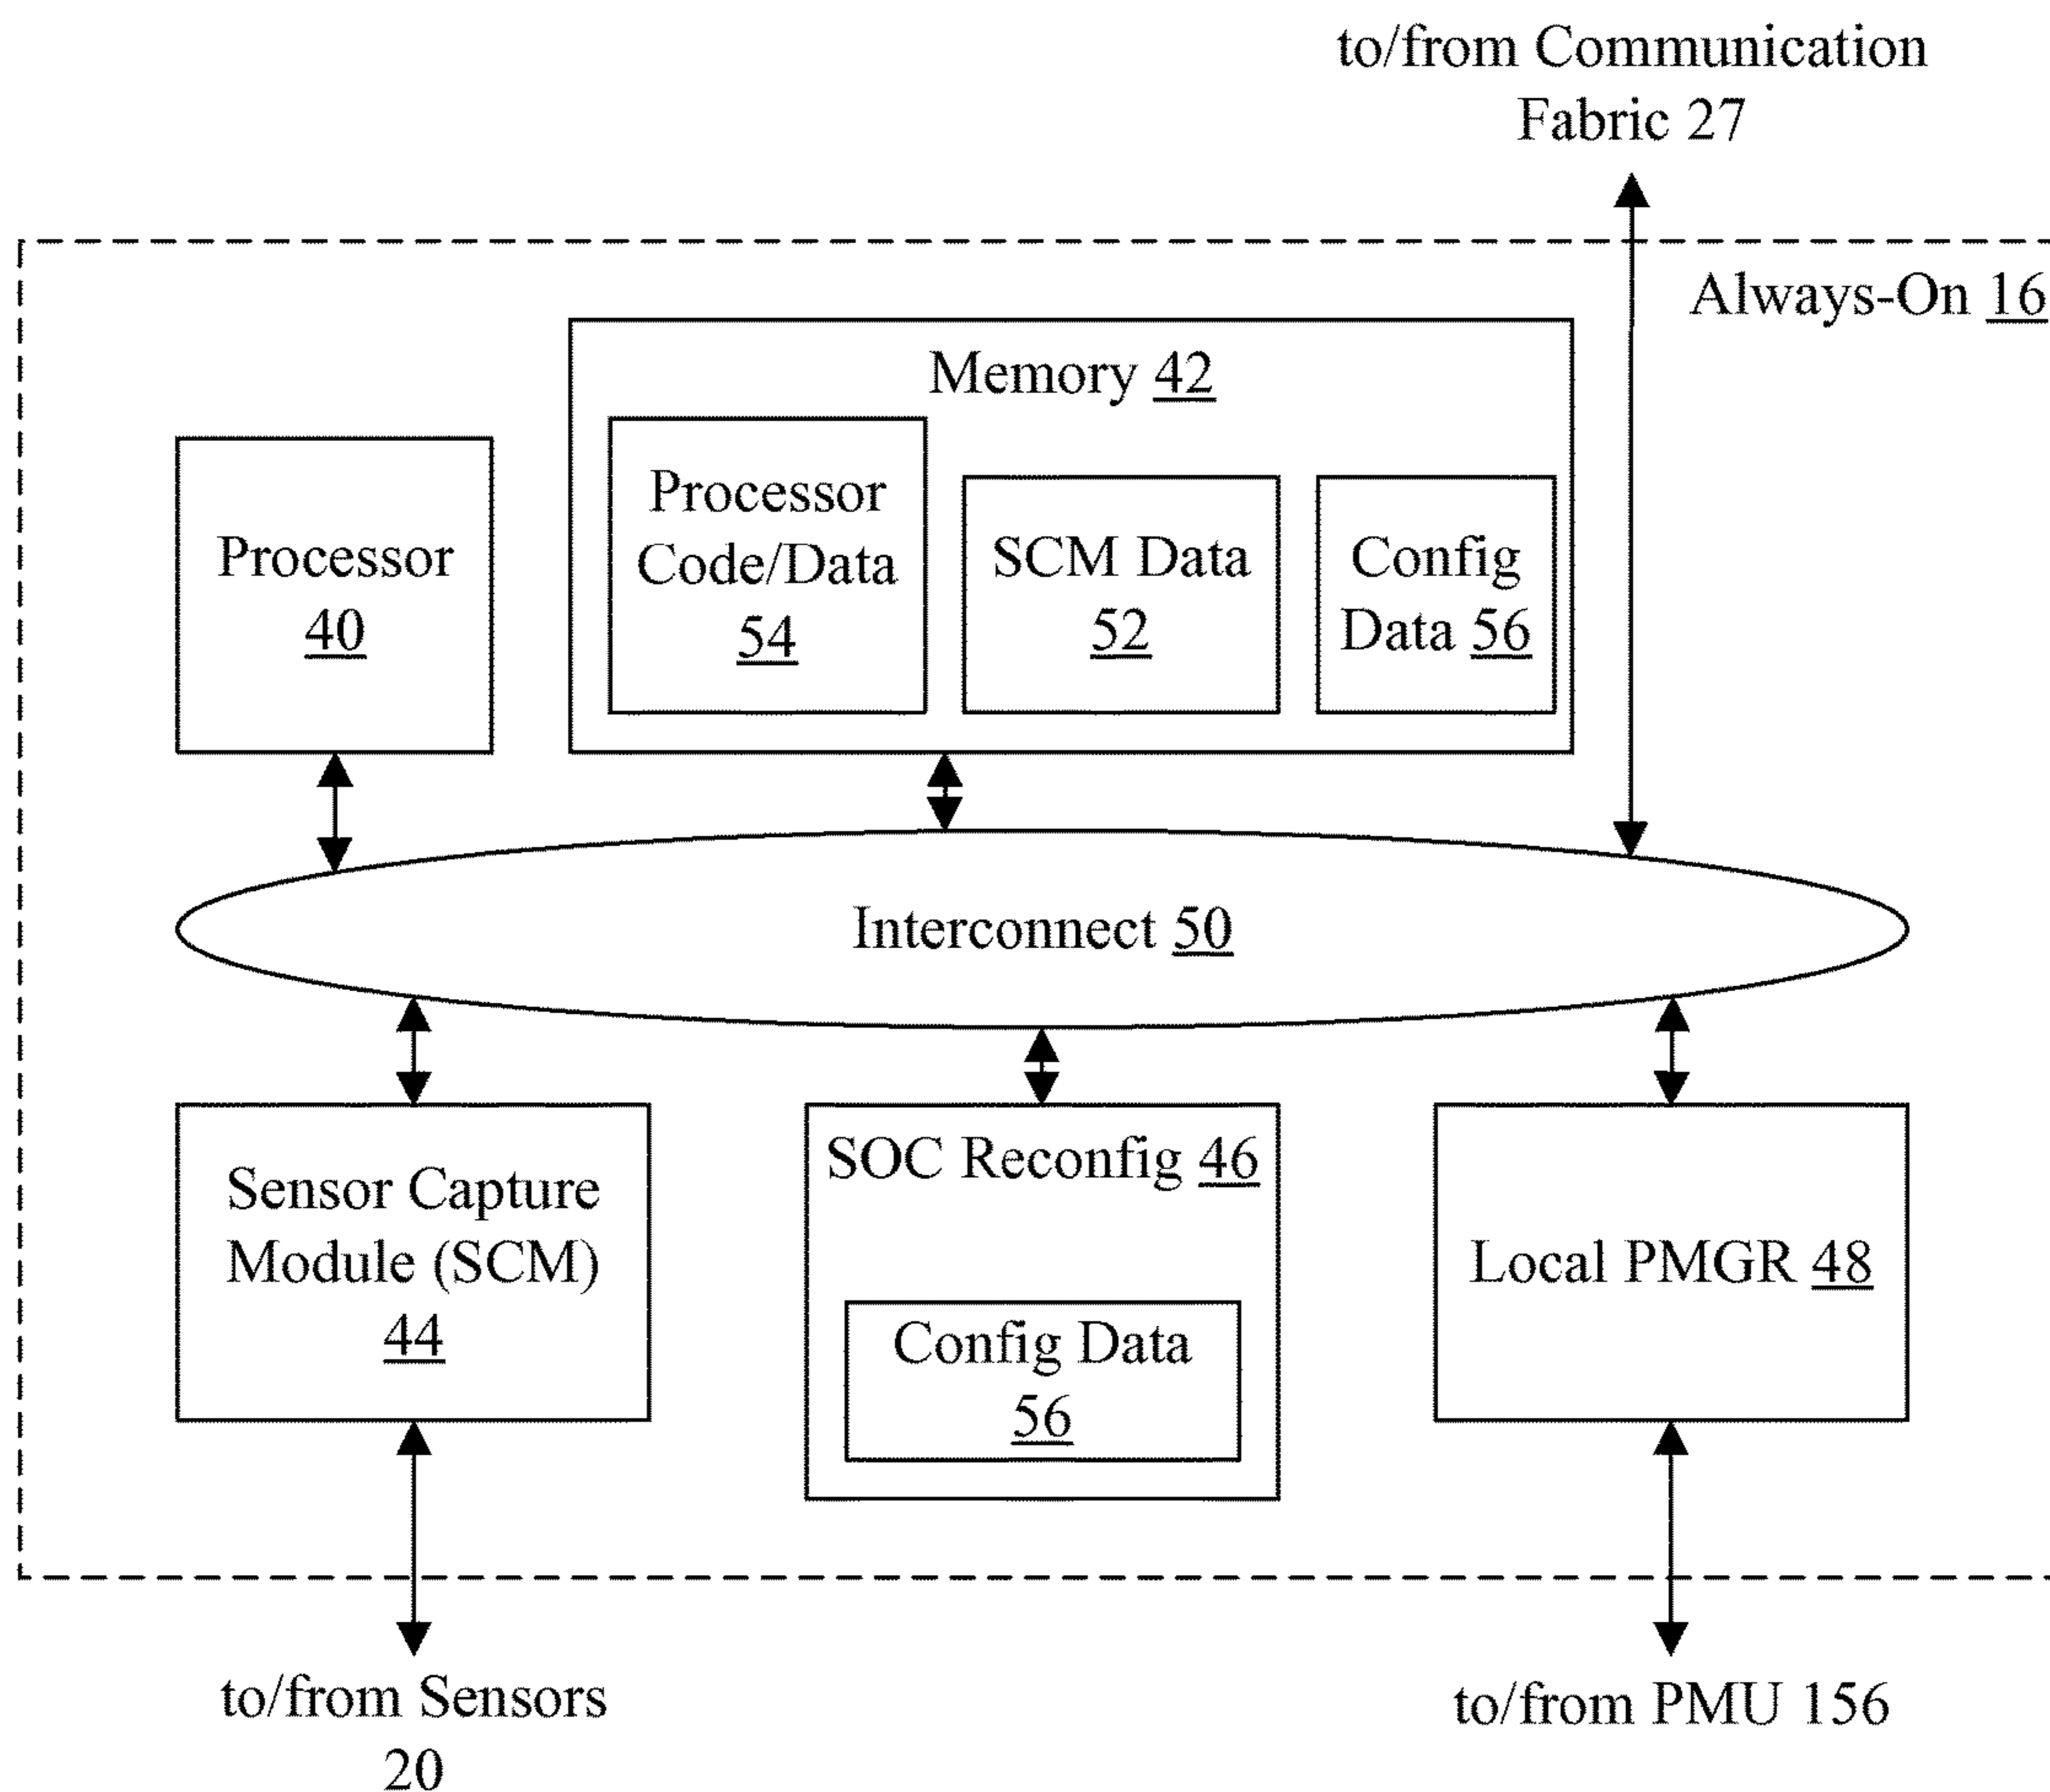 to/from Communication
Fabric 27
Always-On 16
Memory 42
Processor
40
Processor
Code/Data
54
SCM Data
52
Config
Data 56
Interconnect 50
Sensor Capture
Module (SCM)
44
SOC Reconfig 46
Config Data
56
Local PMGR 48
to/from Sensors
20
to/from PMU 156